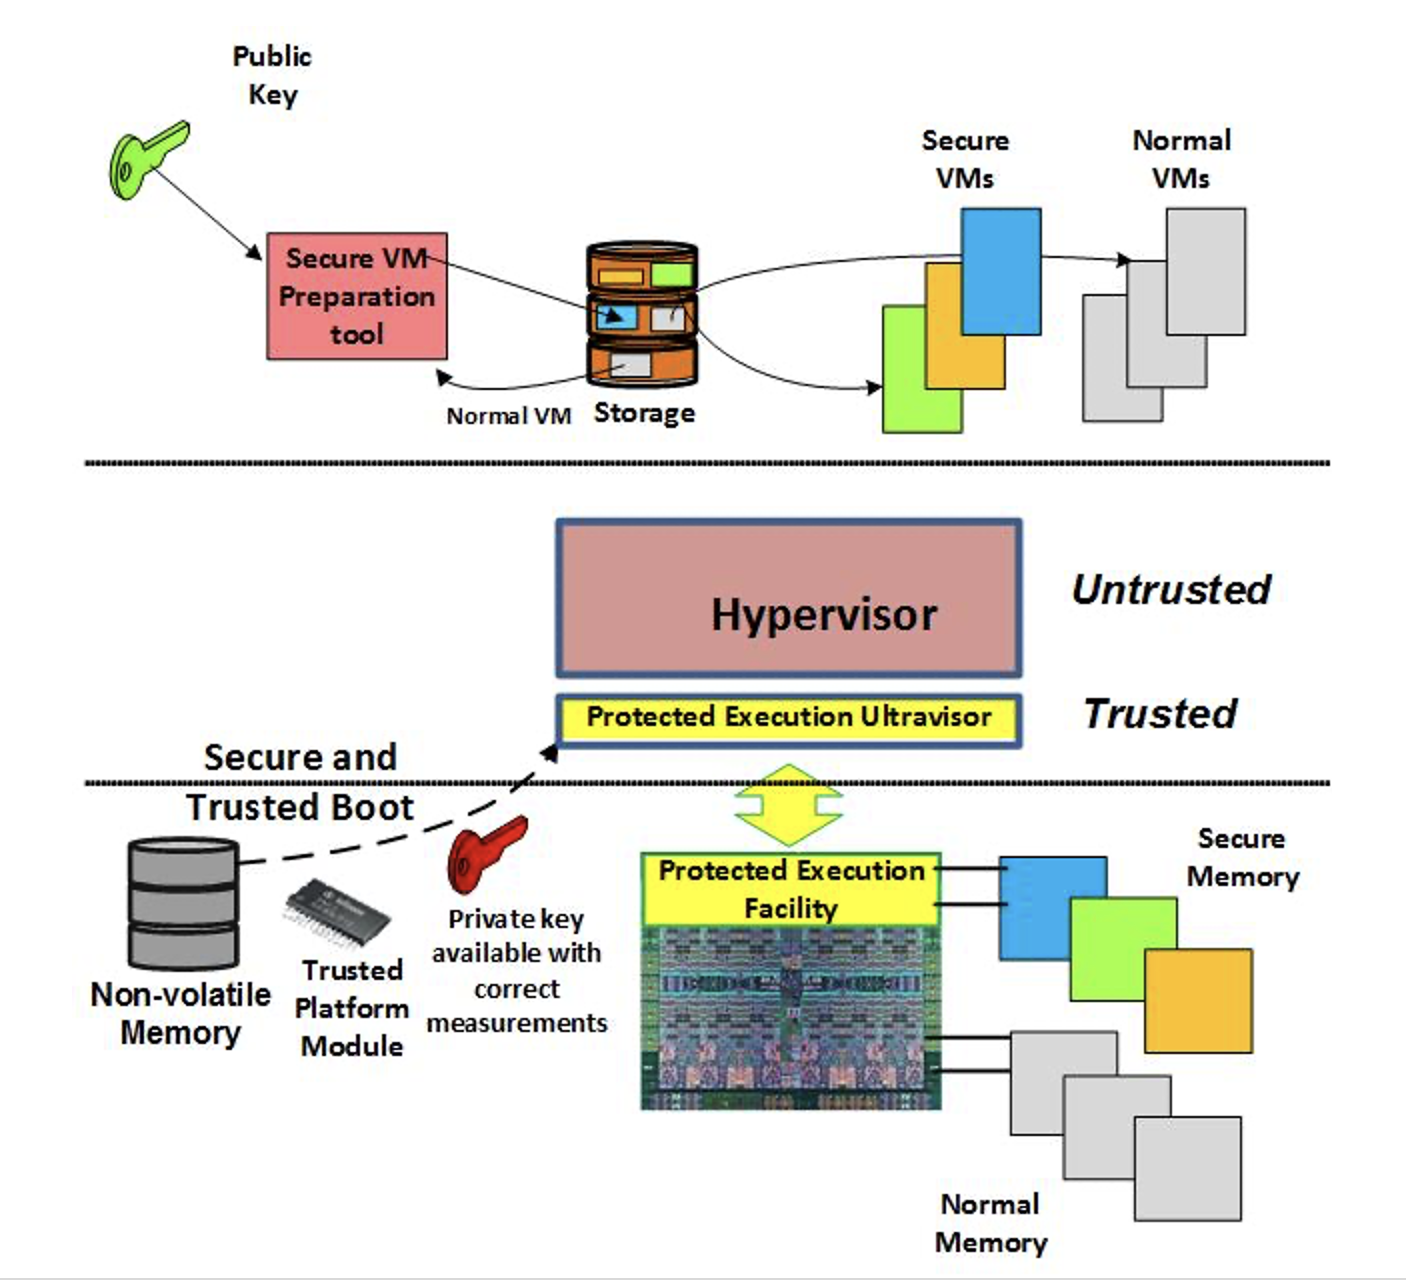 Public
Key
Secure
VMs
Normal
VMs
Secure VM
Preparation
tool
Normal VM
Storage
Hypervisor
Untrusted
Protected Execution Ultravisor
Trusted
Secure and
Trusted Boot
Non-volatile
Memory
Trusted
Platform
Module
Private key
available with
correct
measurements
Protected Execution
Facility
Secure
Memory
Normal
Memory